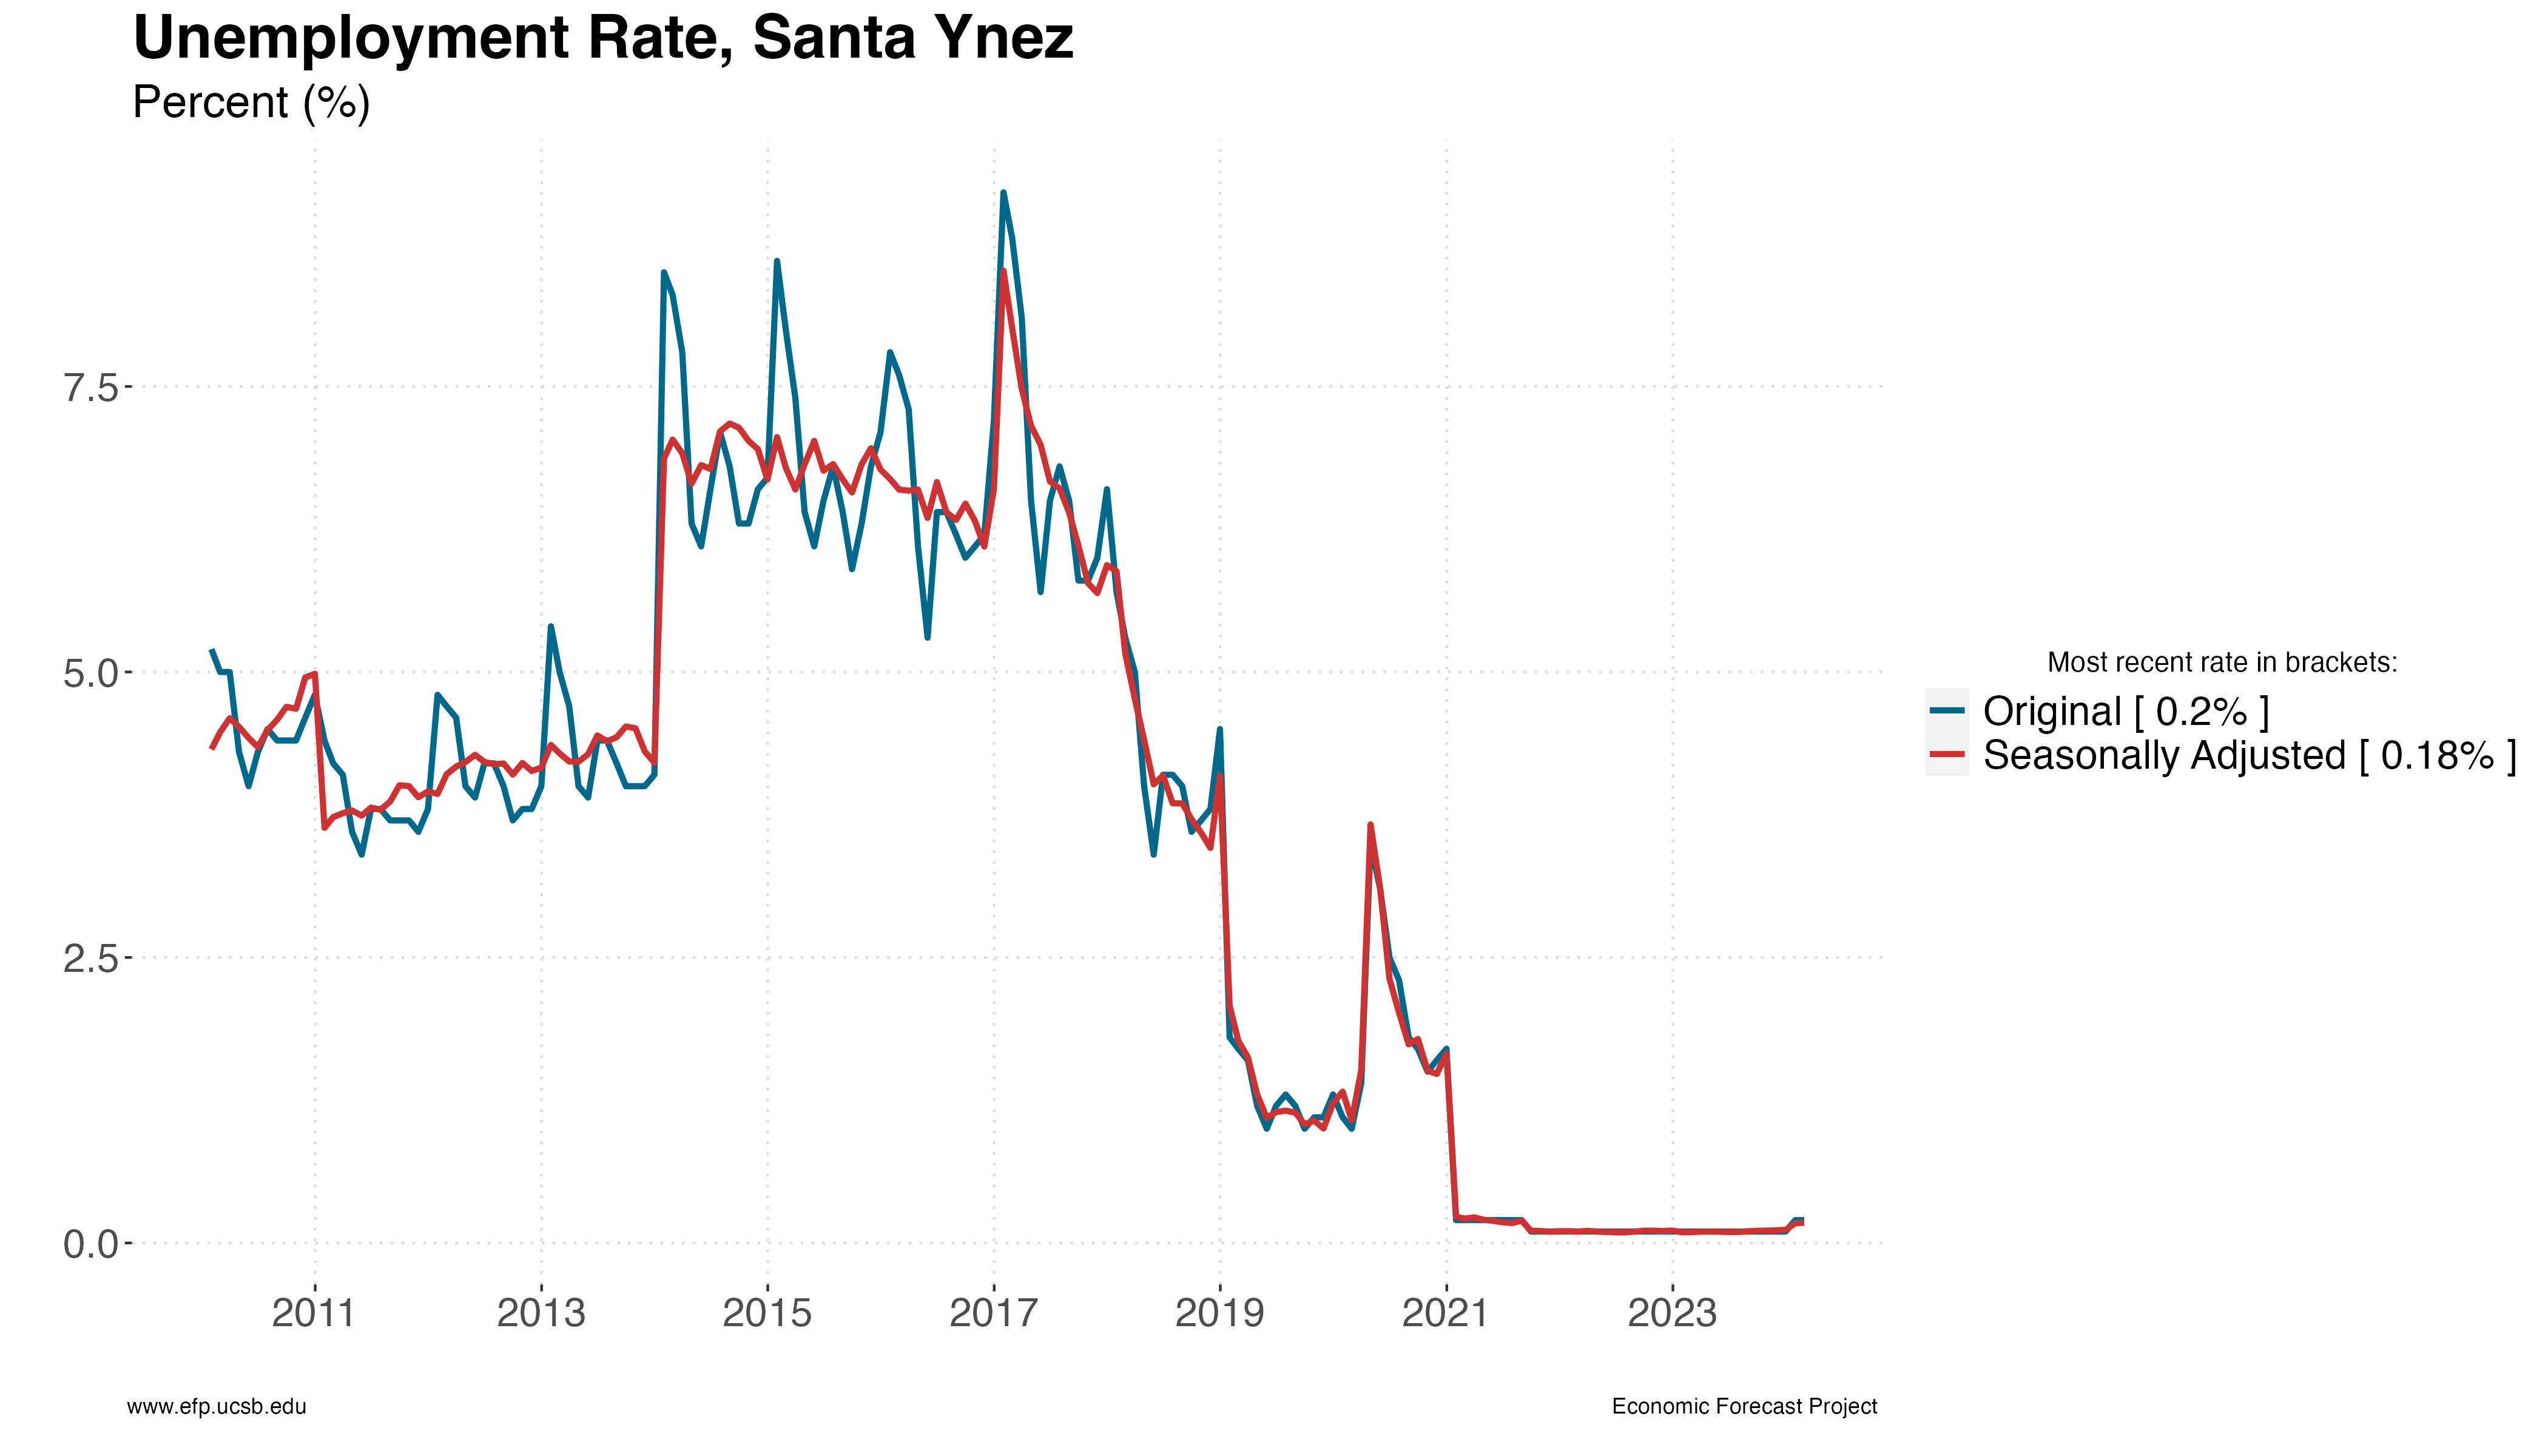 Unemployment Rate, Santa Ynez
Percent (%)
7.5
5.0
2.5
0.0
2011 2013 2015 2017 2019 2021 2023
Most recent rate in brackets:
Original [ 0.2% ]
Seasonally Adjusted [ 0.18% ]
www.efp.ucsb.edu
Economic Forecast Project